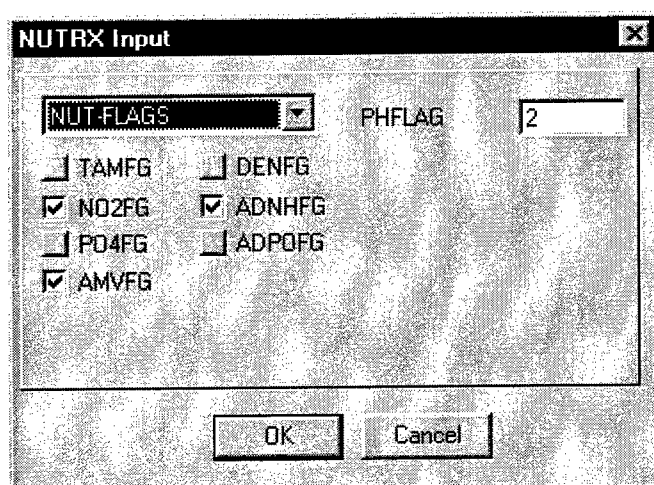 NUTRX Input
NUT-FLAGS PHFLAG 2
TAMFG DENFG
NO2FG ADNHFG
PO4FG ADPOFG
AMVFG
OK Cancel